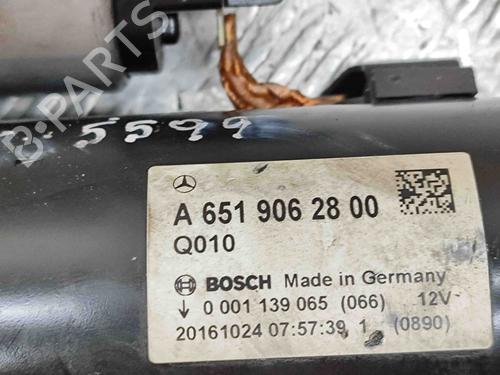 5599
A 651 906 28 00
Q010
BOSCH Made in Germany
↓ 0 001 139 065 (066) 12V
20161024 07:57:39 1 (0890)